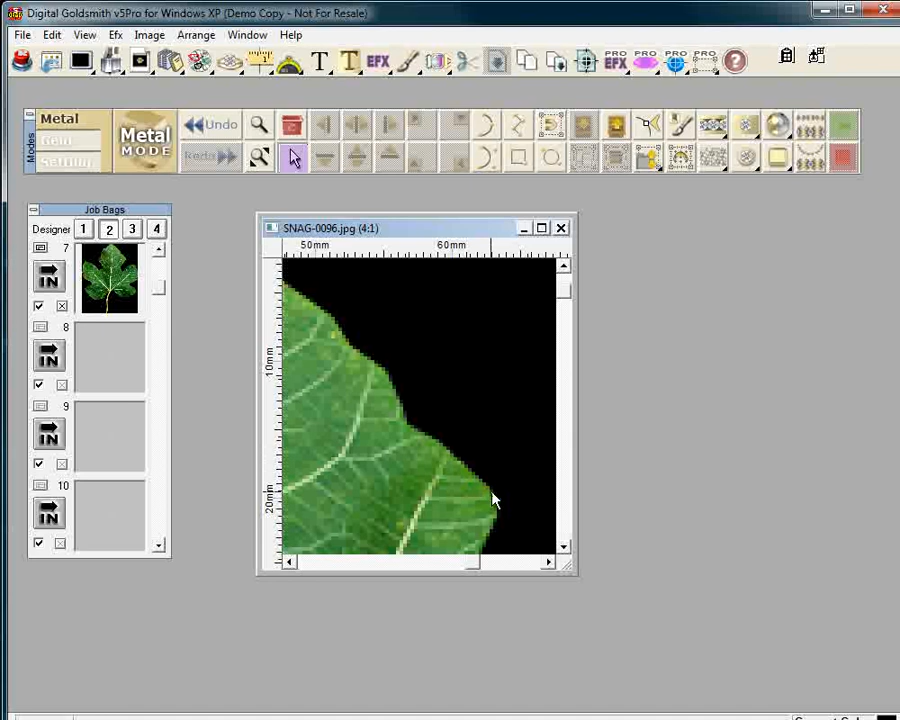 Digital Goldsmith v5Pro for Windows XP (Demo Copy - Not For Resale)
File Edit View Efx Image Arrange Window Help
T T EFX PRO EFX PRO PRO PRO ?
Modes
Metal
Gem
Setting
Metal MODE
Undo
Redo
Job Bags
Designer 1 2 3 4
7
IN
8
IN
9
IN
10
IN
SNAG-0096.jpg (4:1)
50mm 60mm
10mm
20mm